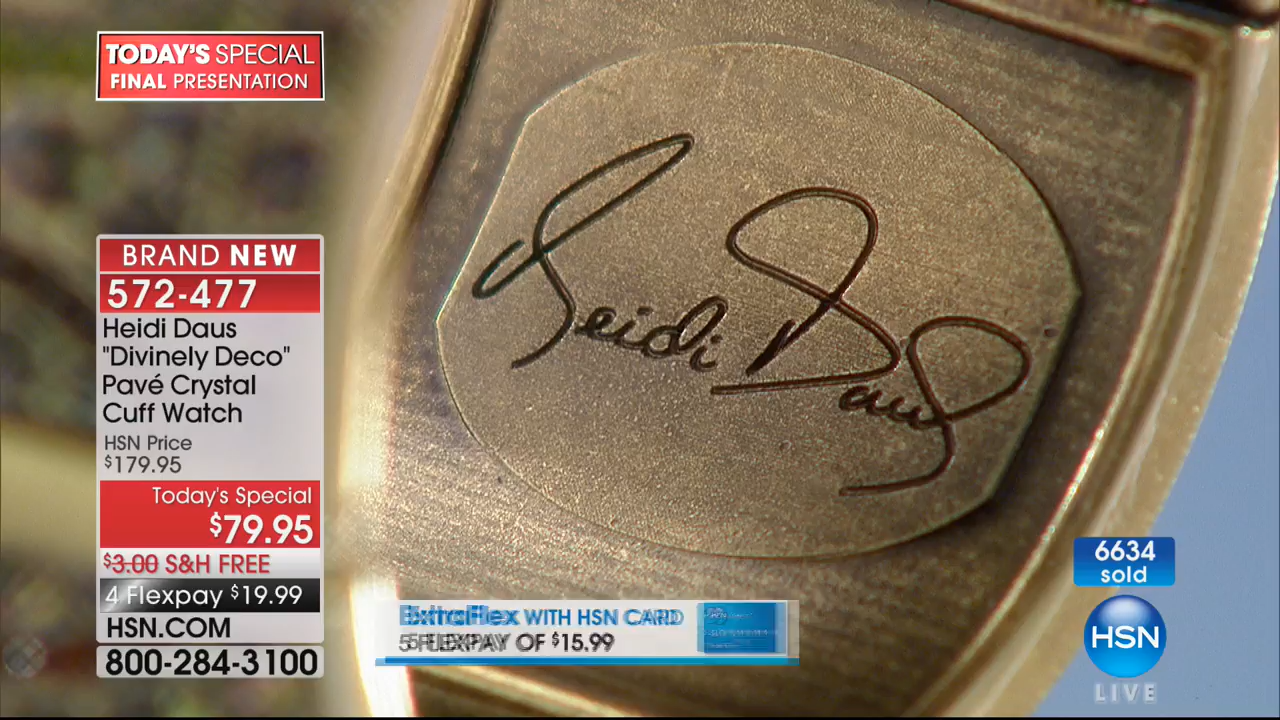 TODAY'S SPECIAL
FINAL PRESENTATION
Heidi Daus
BRAND NEW
572-477
Heidi Daus
"Divinely Deco"
Pavé Crystal
Cuff Watch
HSN Price
$179.95
Today's Special
$79.95
$3.00 S&H FREE
4 Flexpay $19.99
HSN.COM
800-284-3100
ExtraFlex WITH HSN CARD
5 FLEXPAY OF $15.99
6634
sold
HSN
LIVE